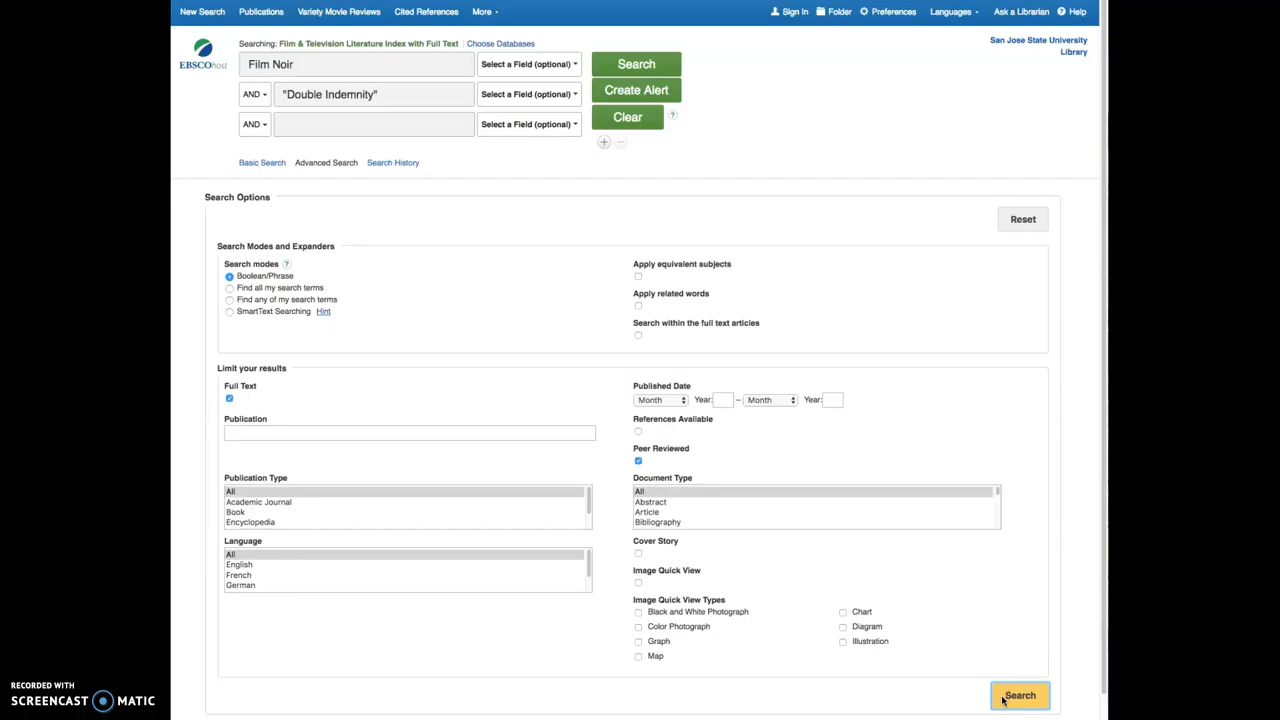 New Search Publications Variety Movie Reviews Cited References More Sign In Folder Preferences Languages Ask a Librarian Help
Searching: Film & Television Literature Index with Full Text | Choose Databases
San Jose State University
Library
EBSCOhost
Film Noir Select a Field (optional) Search
AND "Double Indemnity" Select a Field (optional) Create Alert
AND Select a Field (optional) Clear ?
Basic Search Advanced Search Search History
Search Options
Reset
Search Modes and Expanders
Search modes ?
Boolean/Phrase
Find all my search terms
Find any of my search terms
SmartText Searching Hint
Apply equivalent subjects
Apply related words
Search within the full text articles
Limit your results
Full Text
Publication
Publication Type
All
Academic Journal
Book
Encyclopedia
Language
All
English
French
German
Published Date
Month Year: – Month Year:
References Available
Peer Reviewed
Document Type
All
Abstract
Article
Bibliography
Cover Story
Image Quick View
Image Quick View Types
Black and White Photograph Chart
Color Photograph Diagram
Graph Illustration
Map
Search
RECORDED WITH
SCREENCAST MATIC